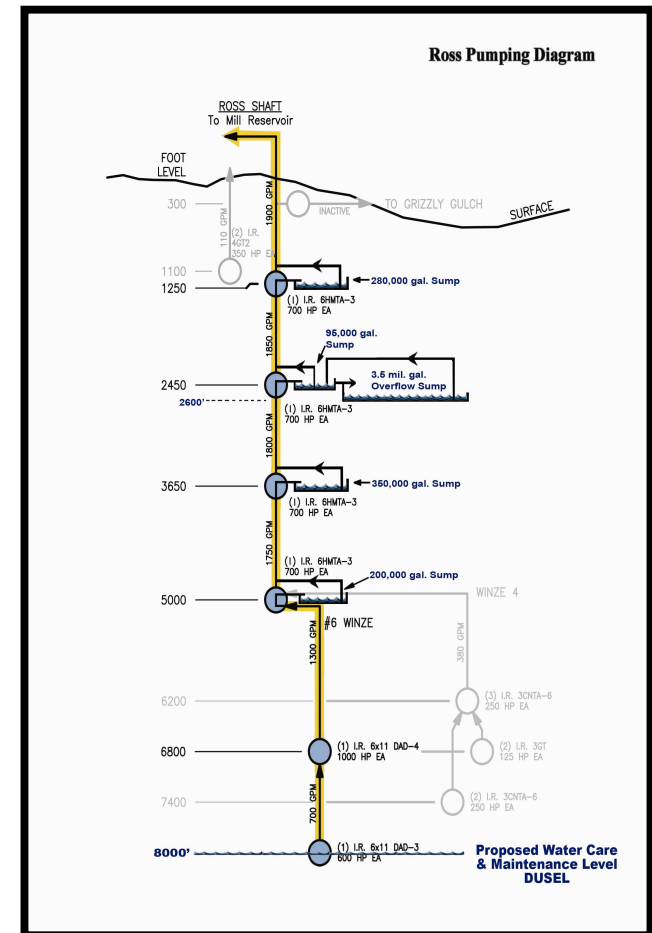 Ross Pumping Diagram
ROSS SHAFT
To Mill Reservoir
FOOT
LEVEL
300
1900 GPM
INACTIVE
TO GRIZZLY GULCH
SURFACE
110 GPM
(2) I.R.
4GT2
350 HP EA
1100
1250
280,000 gal. Sump
(1) I.R. 6HMTA-3
700 HP EA
1850 GPM
95,000 gal.
Sump
3.5 mil. gal.
Overflow Sump
2450
2600'
(1) I.R. 6HMTA-3
700 HP EA
1800 GPM
3650
350,000 gal. Sump
(1) I.R. 6HMTA-3
700 HP EA
1750 GPM
(1) I.R. 6HMTA-3
700 HP EA
200,000 gal. Sump
5000
WINZE 4
#6 WINZE
1300 GPM
380 GPM
6200
(3) I.R. 3CNTA-6
250 HP EA
6800
(1) I.R. 6x11 DAD-4
1000 HP EA
(2) I.R. 3GT
125 HP EA
7400
700 GPM
(2) I.R. 3CNTA-6
250 HP EA
8000'
(1) I.R. 6x11 DAD-3
600 HP EA
Proposed Water Care
& Maintenance Level
DUSEL